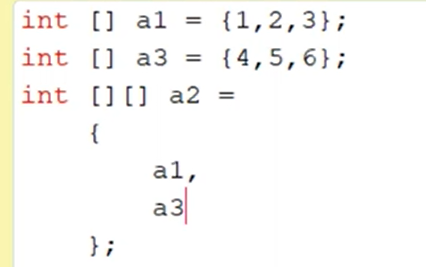 int [] a1 = {1,2,3};
int [] a3 = {4,5,6};
int [][] a2 =
{
a1,
a3
};